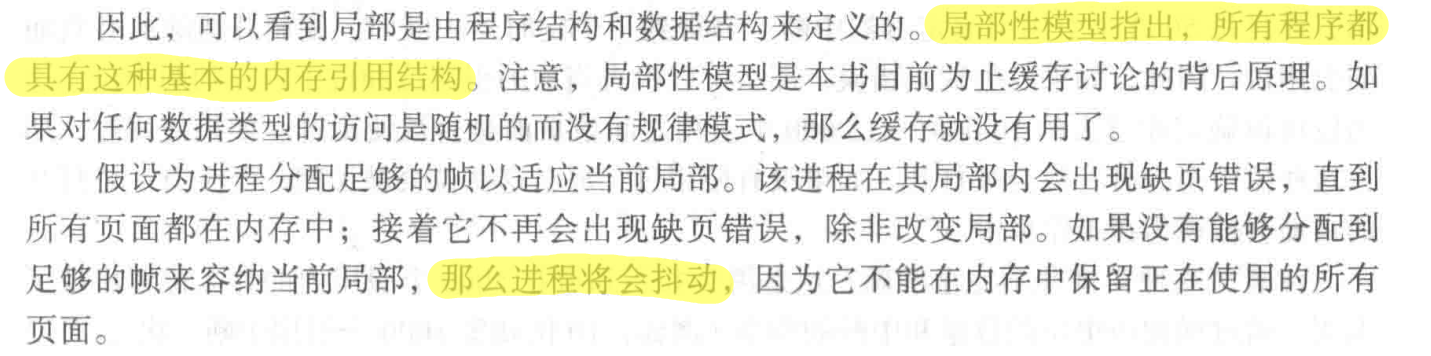 因此，可以看到局部是由程序结构和数据结构来定义的。局部性模型指出，所有程序都
具有这种基本的内存引用结构。注意，局部性模型是本书目前为止缓存讨论的背后原理。如
果对任何数据类型的访问是随机的而没有规律模式，那么缓存就没有用了。
假设为进程分配足够的帧以适应当前局部。该进程在其局部内会出现缺页错误，直到
所有页面都在内存中；接着它不再会出现缺页错误，除非改变局部。如果没有能够分配到
足够的帧来容纳当前局部，那么进程将会抖动，因为它不能在内存中保留正在使用的所有
页面。